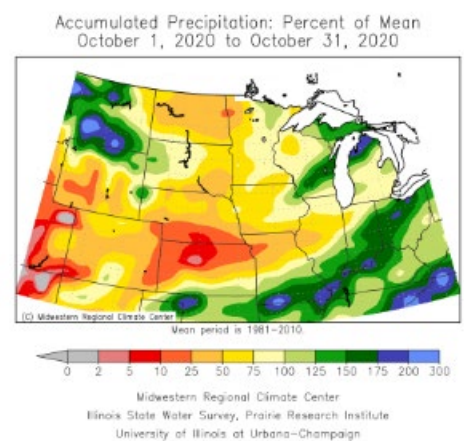 Accumulated Precipitation: Percent of Mean
October 1, 2020 to October 31, 2020
(C) Midwestern Regional Climate Center
Mean period is 1981-2010.
0 2 5 10 25 50 75 100 125 150 175 200 300
Midwestern Regional Climate Center
Illinois State Water Survey, Prairie Research Institute
University of Illinois at Urbana-Champaign